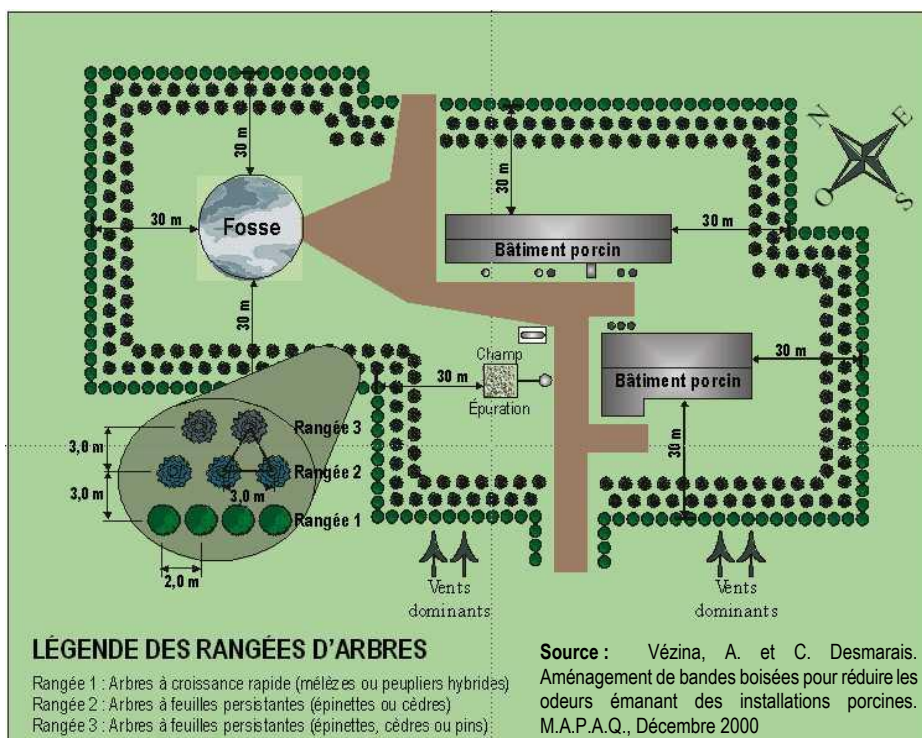 N
E
O
S
30 m
30 m
30 m
30 m
Fosse
Bâtiment porcin
30 m
30 m
Champ
Épuration
30 m
Bâtiment porcin
30 m
30 m
Rangée 3
3,0 m
Rangée 2
3,0 m
3,0 m
Rangée 1
2,0 m
Vents
dominants
Vents
dominants
LÉGENDE DES RANGÉES D'ARBRES
Rangée 1 : Arbres à croissance rapide (mélèzes ou peupliers hybrides)
Rangée 2 : Arbres à feuilles persistantes (épinettes ou cèdres)
Rangée 3 : Arbres à feuilles persistantes (épinettes, cèdres ou pins)
Source : Vézina, A. et C. Desmarais.
Aménagement de bandes boisées pour réduire les
odeurs émanant des installations porcines.
M.A.P.A.Q., Décembre 2000